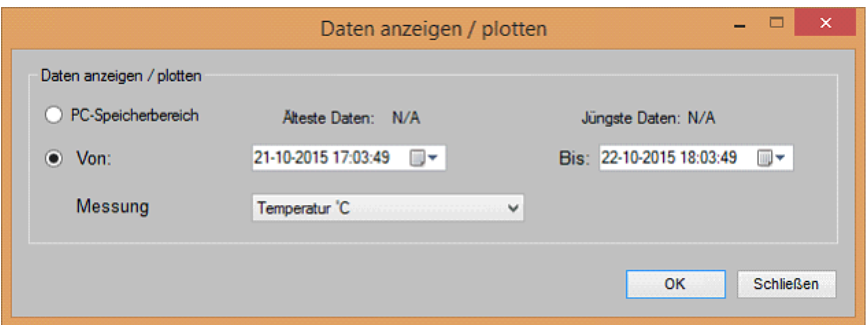 Daten anzeigen / plotten
Daten anzeigen / plotten
PC-Speicherbereich Älteste Daten: N/A Jüngste Daten: N/A
Von: 21-10-2015 17:03:49 Bis: 22-10-2015 18:03:49
Messung Temperatur °C
OK Schließen